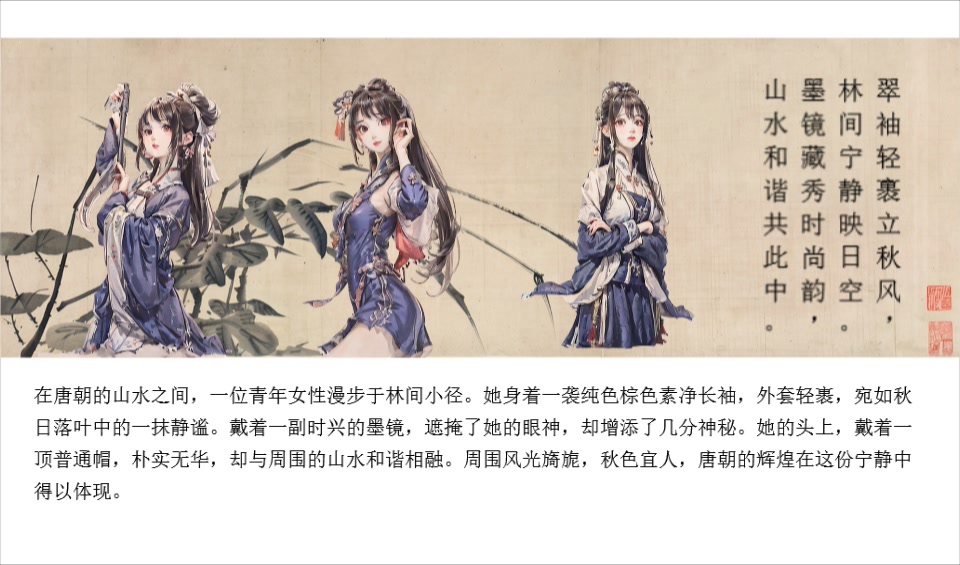 翠袖轻裹立秋风，
林间宁静映日空。
墨镜藏秀时尚韵，
山水和谐共此中。
在唐朝的山水之间，一位青年女性漫步于林间小径。她身着一袭纯色棕色素净长袖，外套轻裹，宛如秋
日落叶中的一抹静谧。戴着一副时兴的墨镜，遮掩了她的眼神，却增添了几分神秘。她的头上，戴着一
顶普通帽，朴实无华，却与周围的山水和谐相融。周围风光旖旎，秋色宜人，唐朝的辉煌在这份宁静中
得以体现。